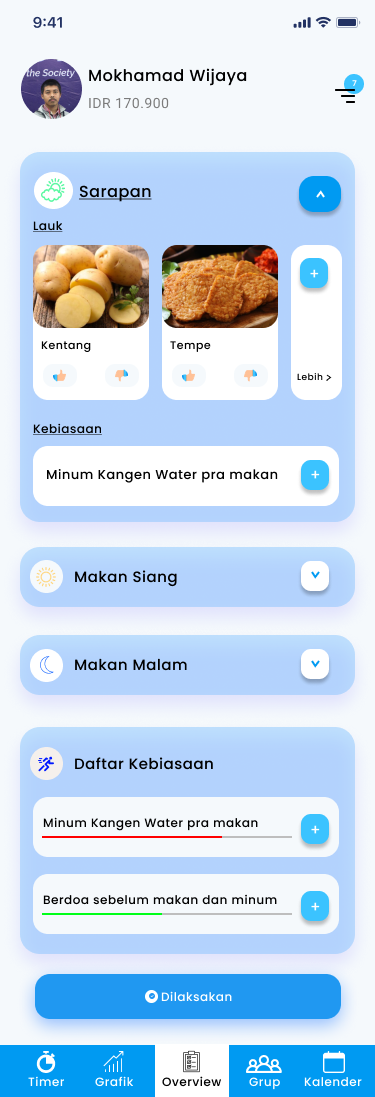 9:41
the Society
Mokhamad Wijaya
IDR 170.900
7
Sarapan
Lauk
Kentang
Tempe
Lebih >
Kebiasaan
Minum Kangen Water pra makan
Makan Siang
Makan Malam
Daftar Kebiasaan
Minum Kangen Water pra makan
Berdoa sebelum makan dan minum
Dilaksakan
Timer Grafik Overview Grup Kalender